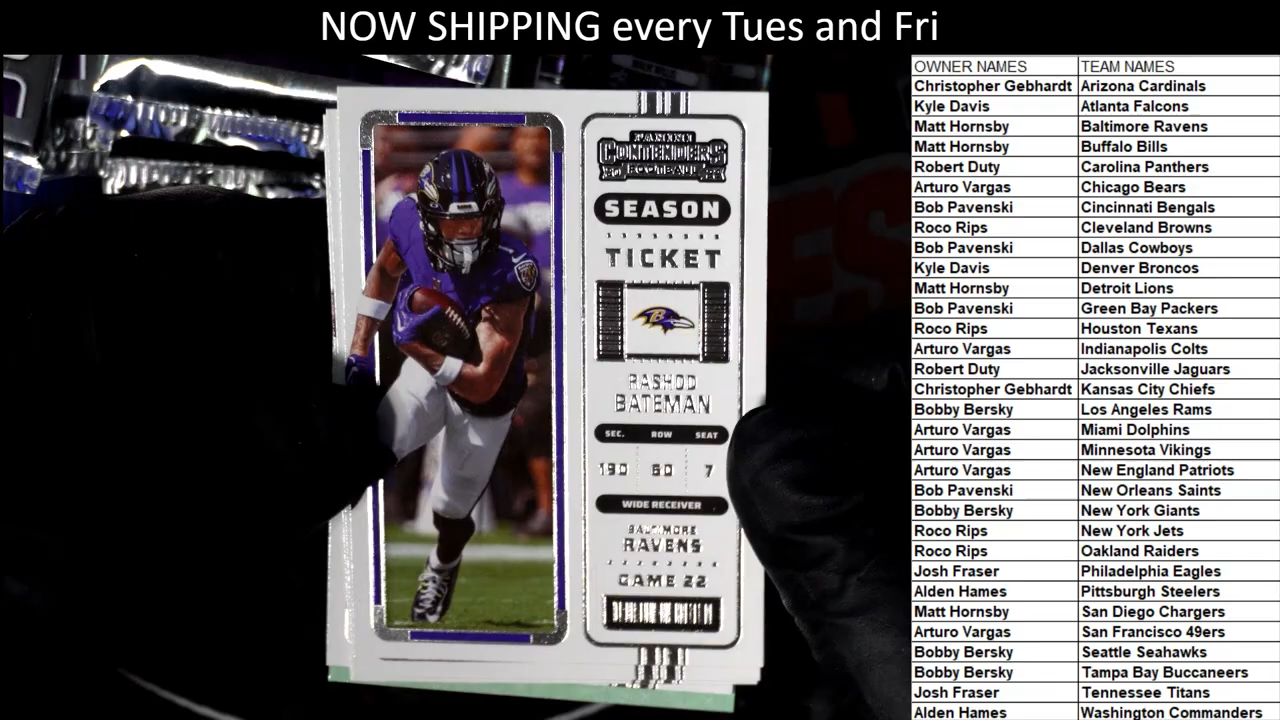 NOW SHIPPING every Tues and Fri
PANINI
CONTENDERS
FOOTBALL
SEASON
TICKET
RASHOD
BATEMAN
SEC. ROW SEAT
190 60 7
WIDE RECEIVER
BALTIMORE
RAVENS
GAME 22
OWNER NAMES TEAM NAMES
Christopher Gebhardt Arizona Cardinals
Kyle Davis Atlanta Falcons
Matt Hornsby Baltimore Ravens
Matt Hornsby Buffalo Bills
Robert Duty Carolina Panthers
Arturo Vargas Chicago Bears
Bob Pavenski Cincinnati Bengals
Roco Rips Cleveland Browns
Bob Pavenski Dallas Cowboys
Kyle Davis Denver Broncos
Matt Hornsby Detroit Lions
Bob Pavenski Green Bay Packers
Roco Rips Houston Texans
Arturo Vargas Indianapolis Colts
Robert Duty Jacksonville Jaguars
Christopher Gebhardt Kansas City Chiefs
Bobby Bersky Los Angeles Rams
Arturo Vargas Miami Dolphins
Arturo Vargas Minnesota Vikings
Arturo Vargas New England Patriots
Bob Pavenski New Orleans Saints
Bobby Bersky New York Giants
Roco Rips New York Jets
Roco Rips Oakland Raiders
Josh Fraser Philadelphia Eagles
Alden Hames Pittsburgh Steelers
Matt Hornsby San Diego Chargers
Arturo Vargas San Francisco 49ers
Bobby Bersky Seattle Seahawks
Bobby Bersky Tampa Bay Buccaneers
Josh Fraser Tennessee Titans
Alden Hames Washington Commanders